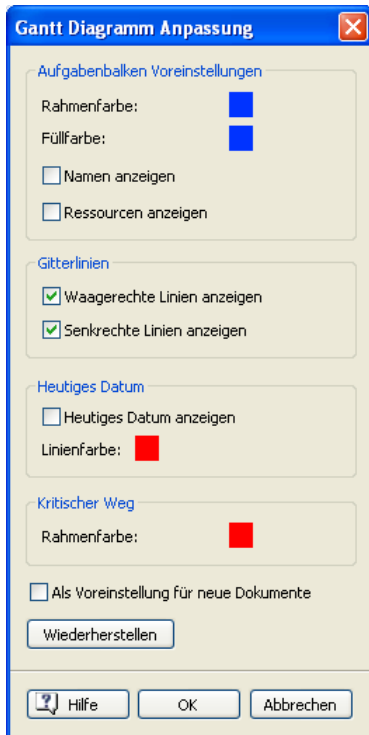 Gantt Diagramm Anpassung
Aufgabenbalken Voreinstellungen
Rahmenfarbe:
Füllfarbe:
Namen anzeigen
Ressourcen anzeigen
Gitterlinien
Waagerechte Linien anzeigen
Senkrechte Linien anzeigen
Heutiges Datum
Heutiges Datum anzeigen
Linienfarbe:
Kritischer Weg
Rahmenfarbe:
Als Voreinstellung für neue Dokumente
Wiederherstellen
Hilfe OK Abbrechen